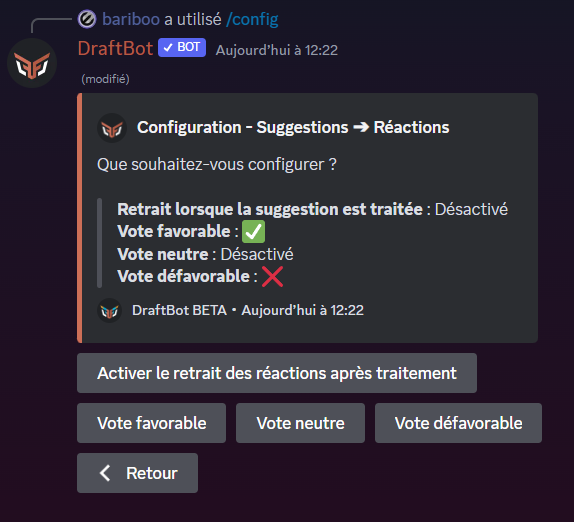 bariboo a utilisé /config
DraftBot ✓ BOT Aujourd'hui à 12:22
(modifié)
Configuration - Suggestions ➔ Réactions
Que souhaitez-vous configurer ?
Retrait lorsque la suggestion est traitée : Désactivé
Vote favorable : ✅
Vote neutre : Désactivé
Vote défavorable : ❌
DraftBot BETA • Aujourd'hui à 12:22
Activer le retrait des réactions après traitement
Vote favorable Vote neutre Vote défavorable
Retour